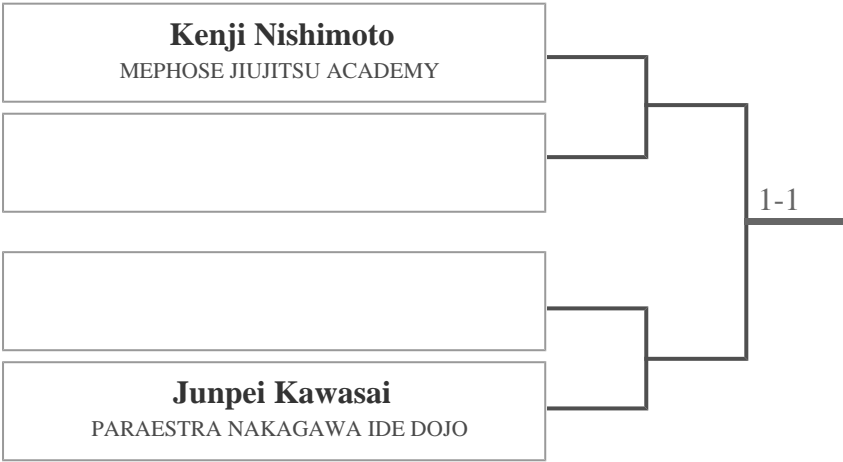 Kenji Nishimoto
MEPHOSE JIUJITSU ACADEMY
1-1
Junpei Kawasai
PARAESTRA NAKAGAWA IDE DOJO